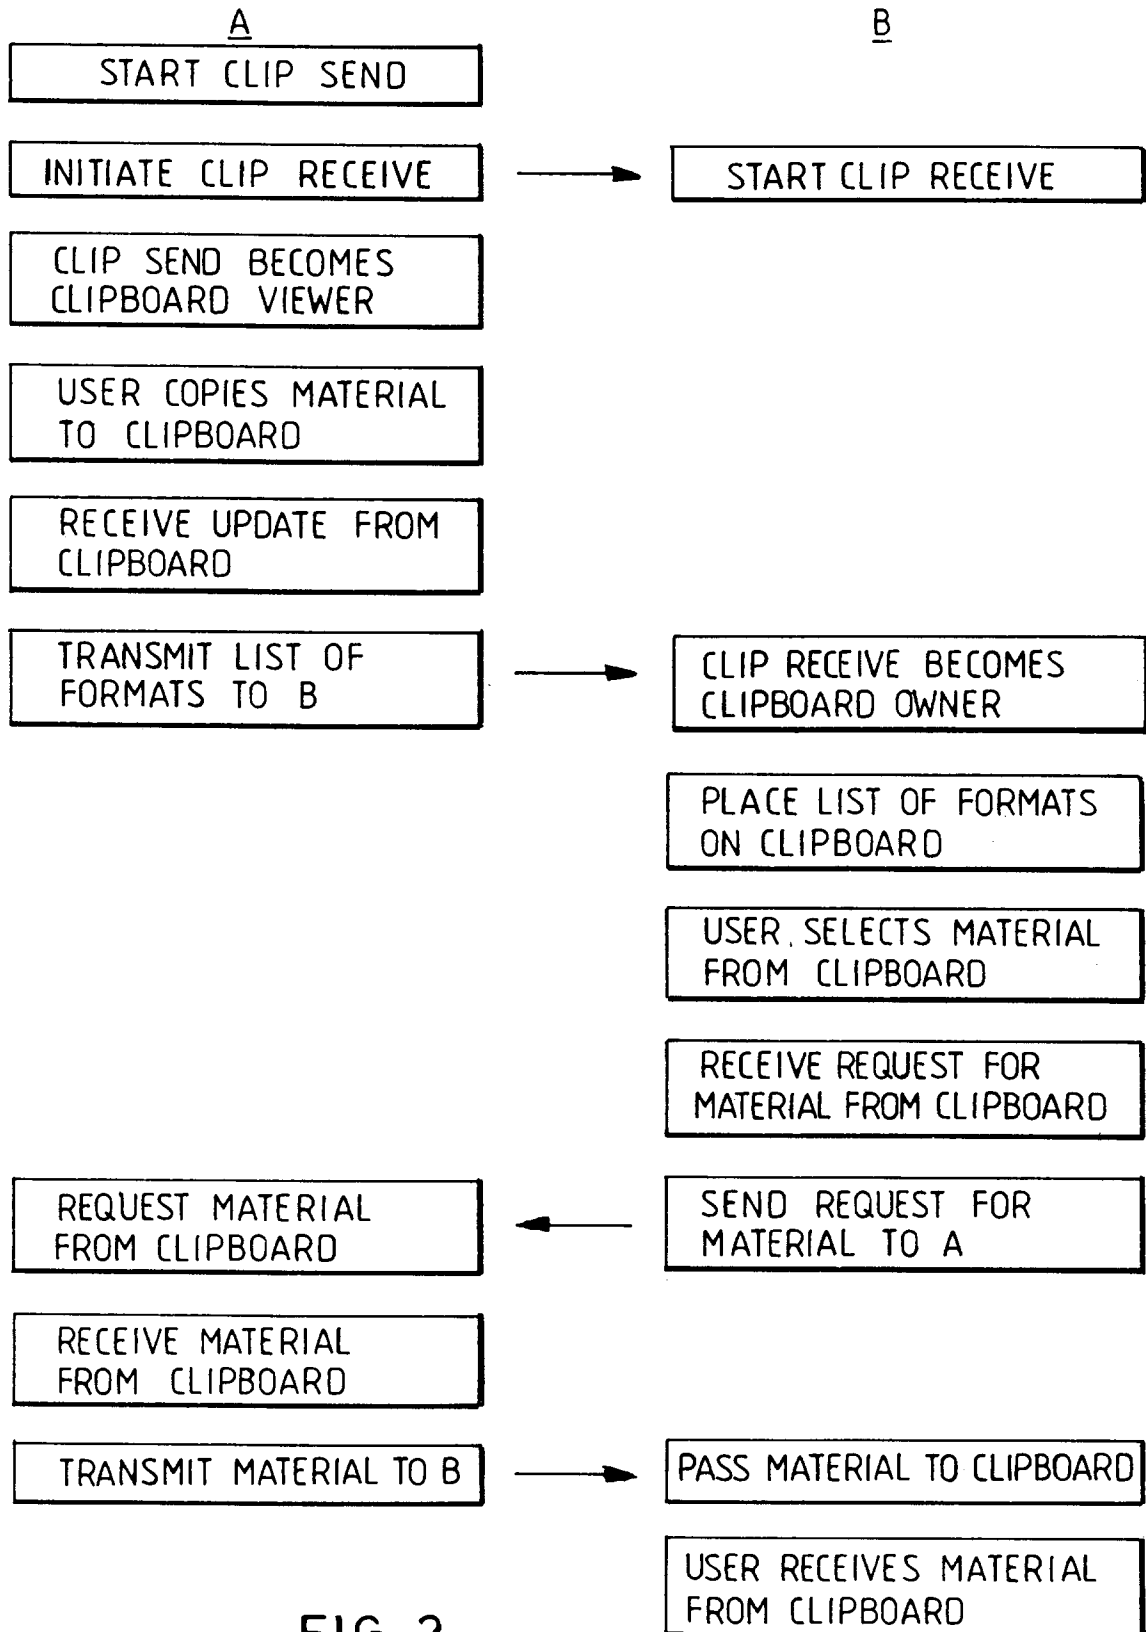 A
B
START CLIP SEND
INITIATE CLIP RECEIVE
START CLIP RECEIVE
CLIP SEND BECOMES
CLIPBOARD VIEWER
USER COPIES MATERIAL
TO CLIPBOARD
RECEIVE UPDATE FROM
CLIPBOARD
TRANSMIT LIST OF
FORMATS TO B
CLIP RECEIVE BECOMES
CLIPBOARD OWNER
PLACE LIST OF FORMATS
ON CLIPBOARD
USER SELECTS MATERIAL
FROM CLIPBOARD
RECEIVE REQUEST FOR
MATERIAL FROM CLIPBOARD
SEND REQUEST FOR
MATERIAL TO A
REQUEST MATERIAL
FROM CLIPBOARD
RECEIVE MATERIAL
FROM CLIPBOARD
TRANSMIT MATERIAL TO B
PASS MATERIAL TO CLIPBOARD
USER RECEIVES MATERIAL
FROM CLIPBOARD